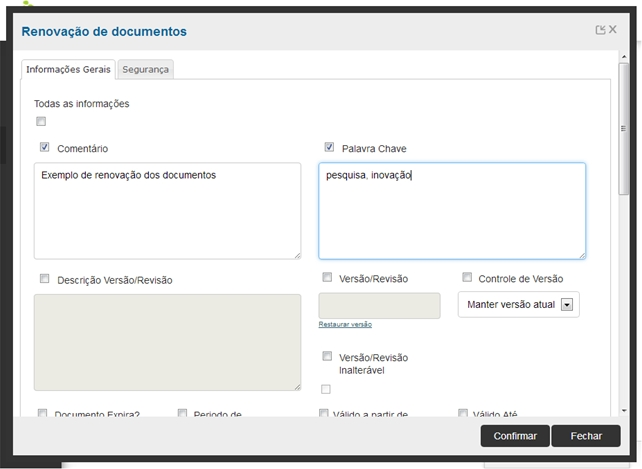 Renovação de documentos
Informações Gerais Segurança
Todas as informações
Comentário Palavra Chave
Exemplo de renovação dos documentos pesquisa, inovação
Descrição Versão/Revisão Versão/Revisão Controle de Versão
Manter versão atual
Restaurar versão
Versão/Revisão
Inalterável
Documento Expira? Periodo de Válido a partir de Válido Até
Confirmar Fechar